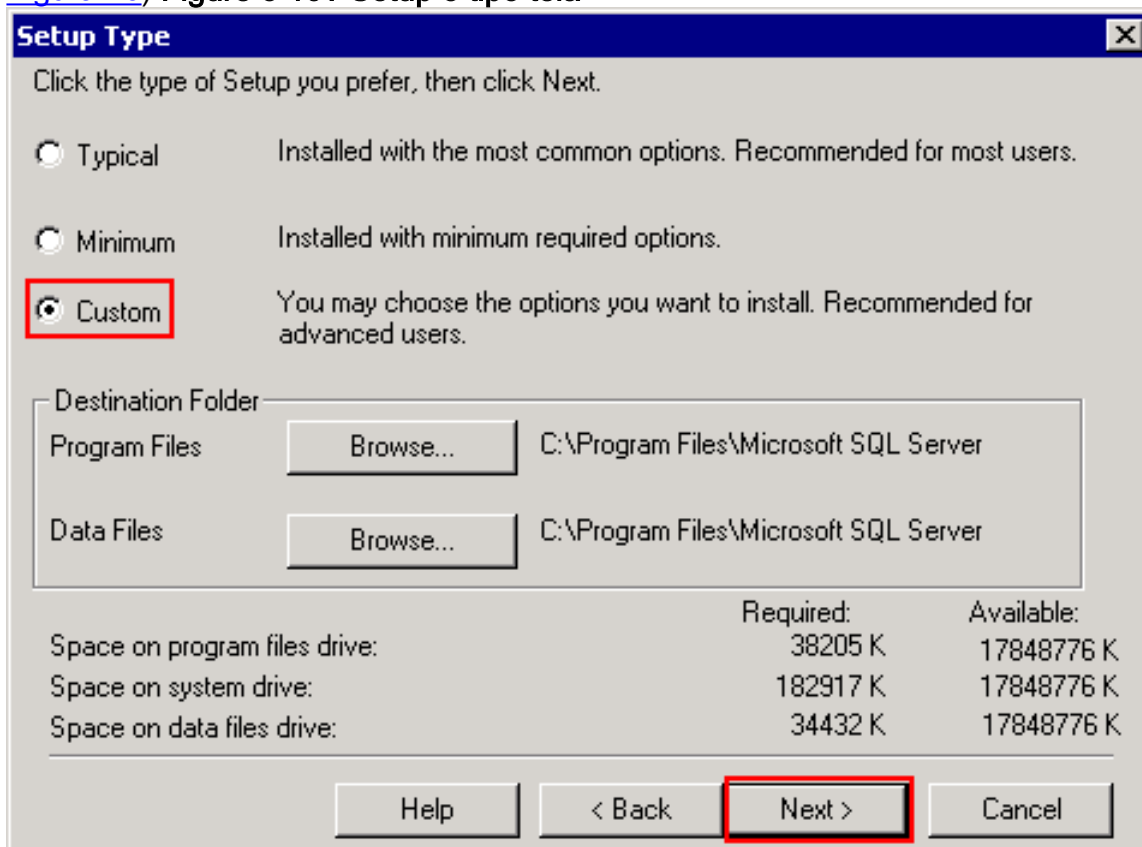 Setup Type
Click the type of Setup you prefer, then click Next.
Typical Installed with the most common options. Recommended for most users.
Minimum Installed with minimum required options.
Custom You may choose the options you want to install. Recommended for
advanced users.
Destination Folder
Program Files Browse... C:\Program Files\Microsoft SQL Server
Data Files Browse... C:\Program Files\Microsoft SQL Server
Required: Available:
Space on program files drive: 38205 K 17848776 K
Space on system drive: 182917 K 17848776 K
Space on data files drive: 34432 K 17848776 K
Help < Back Next > Cancel